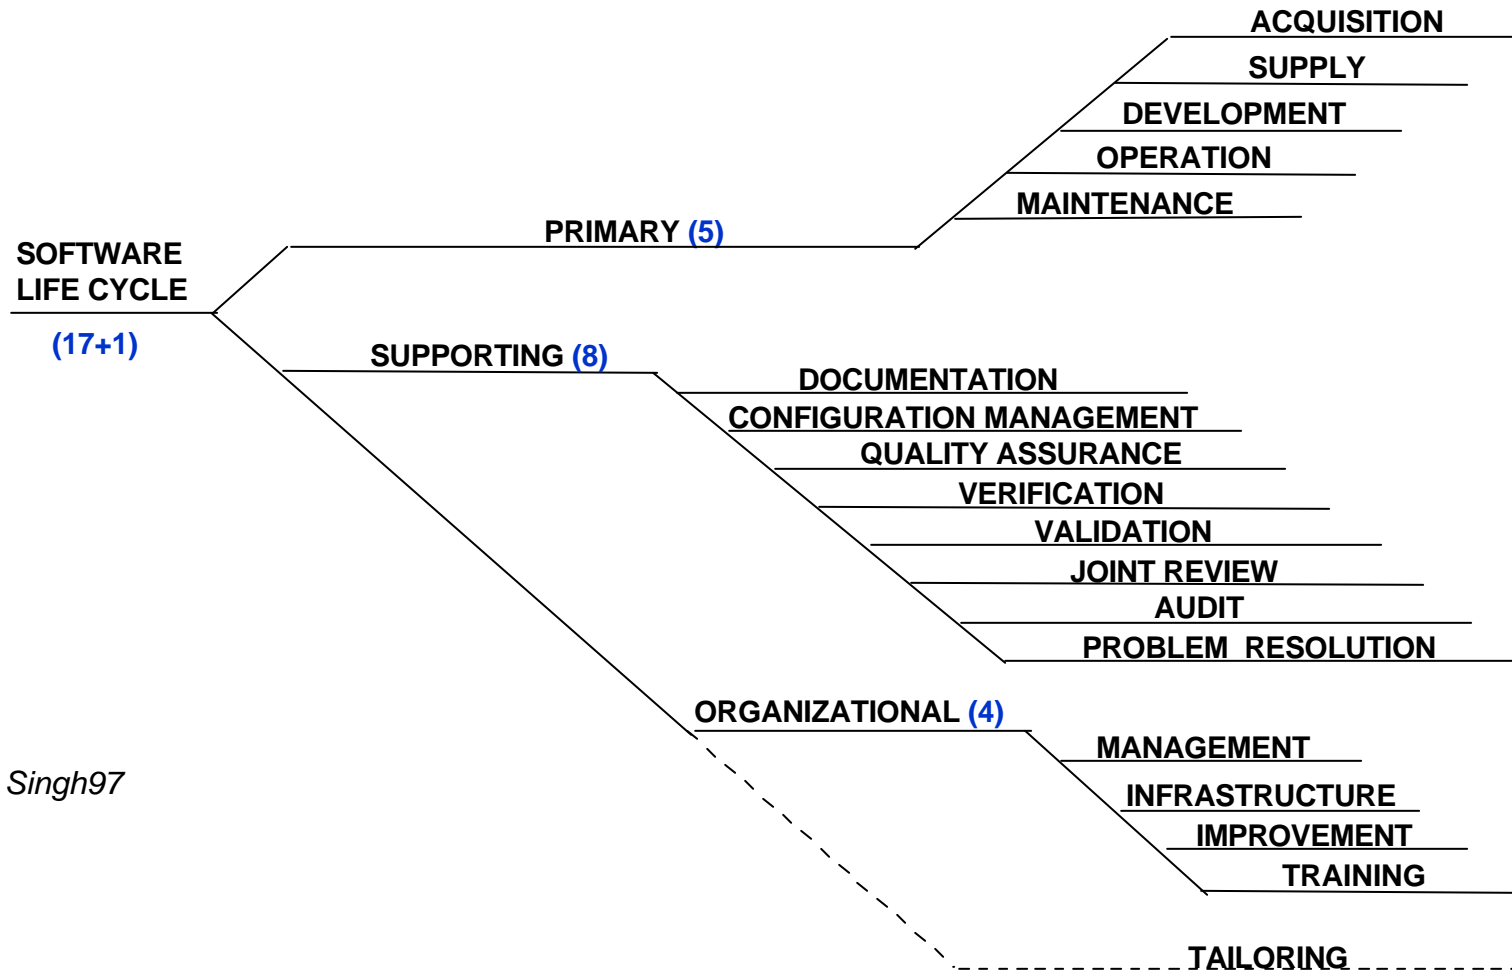 ACQUISITION
SUPPLY
DEVELOPMENT
OPERATION
MAINTENANCE
PRIMARY (5)
SOFTWARE
LIFE CYCLE
(17+1)
SUPPORTING (8)
DOCUMENTATION
CONFIGURATION MANAGEMENT
QUALITY ASSURANCE
VERIFICATION
VALIDATION
JOINT REVIEW
AUDIT
PROBLEM RESOLUTION
ORGANIZATIONAL (4)
MANAGEMENT
INFRASTRUCTURE
IMPROVEMENT
TRAINING
TAILORING
Singh97